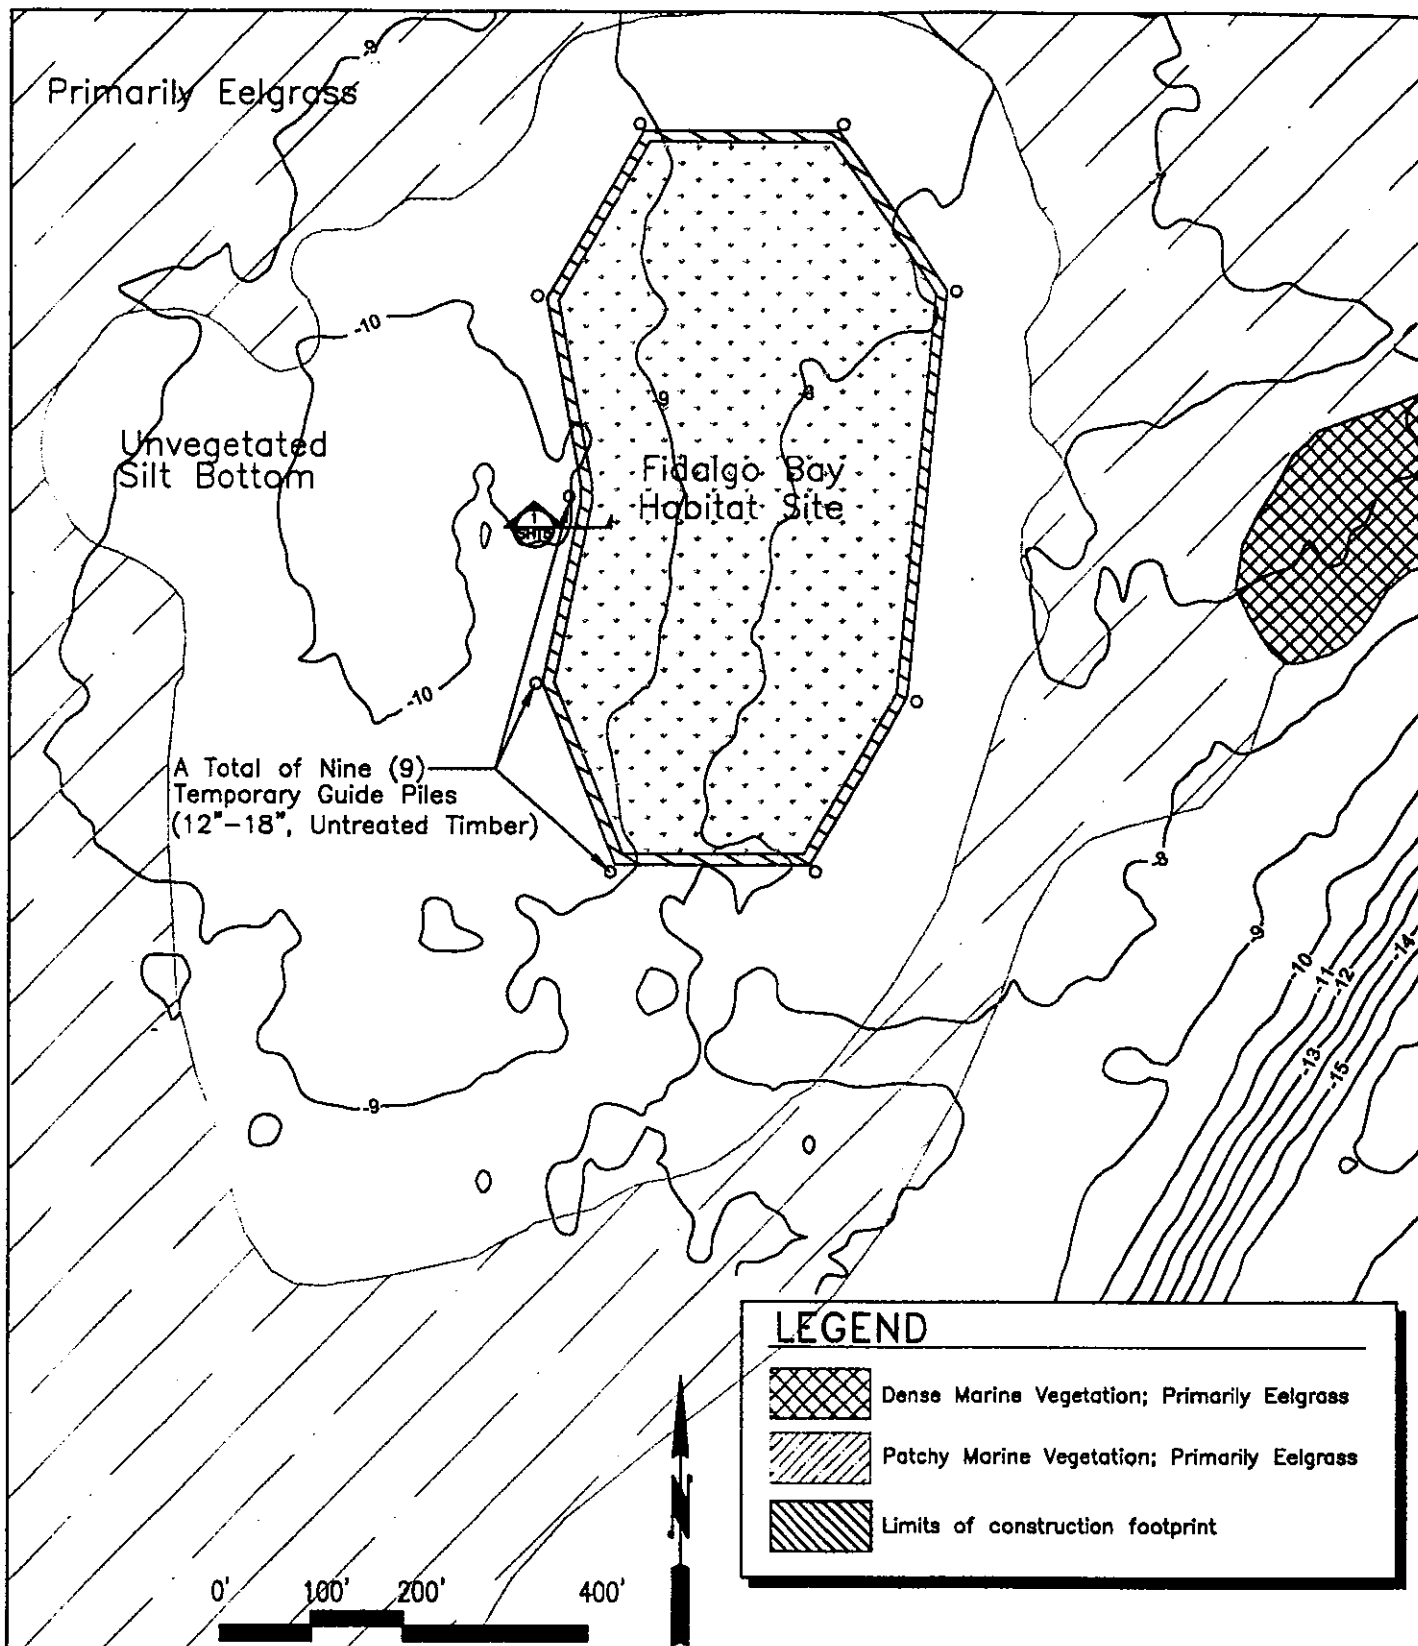 -9
Primarily Eelgrass
-7
-10
-9
-8
Unvegetated
Silt Bottom
Fidalgo Bay
Habitat Site
1
-10
A Total of Nine (9)
Temporary Guide Piles
(12"-18", Untreated Timber)
-8
-9
-10
-11
-12
-14
-13
-15
-9
LEGEND
Dense Marine Vegetation; Primarily Eelgrass
Patchy Marine Vegetation; Primarily Eelgrass
Limits of construction footprint
N
0' 100' 200' 400'